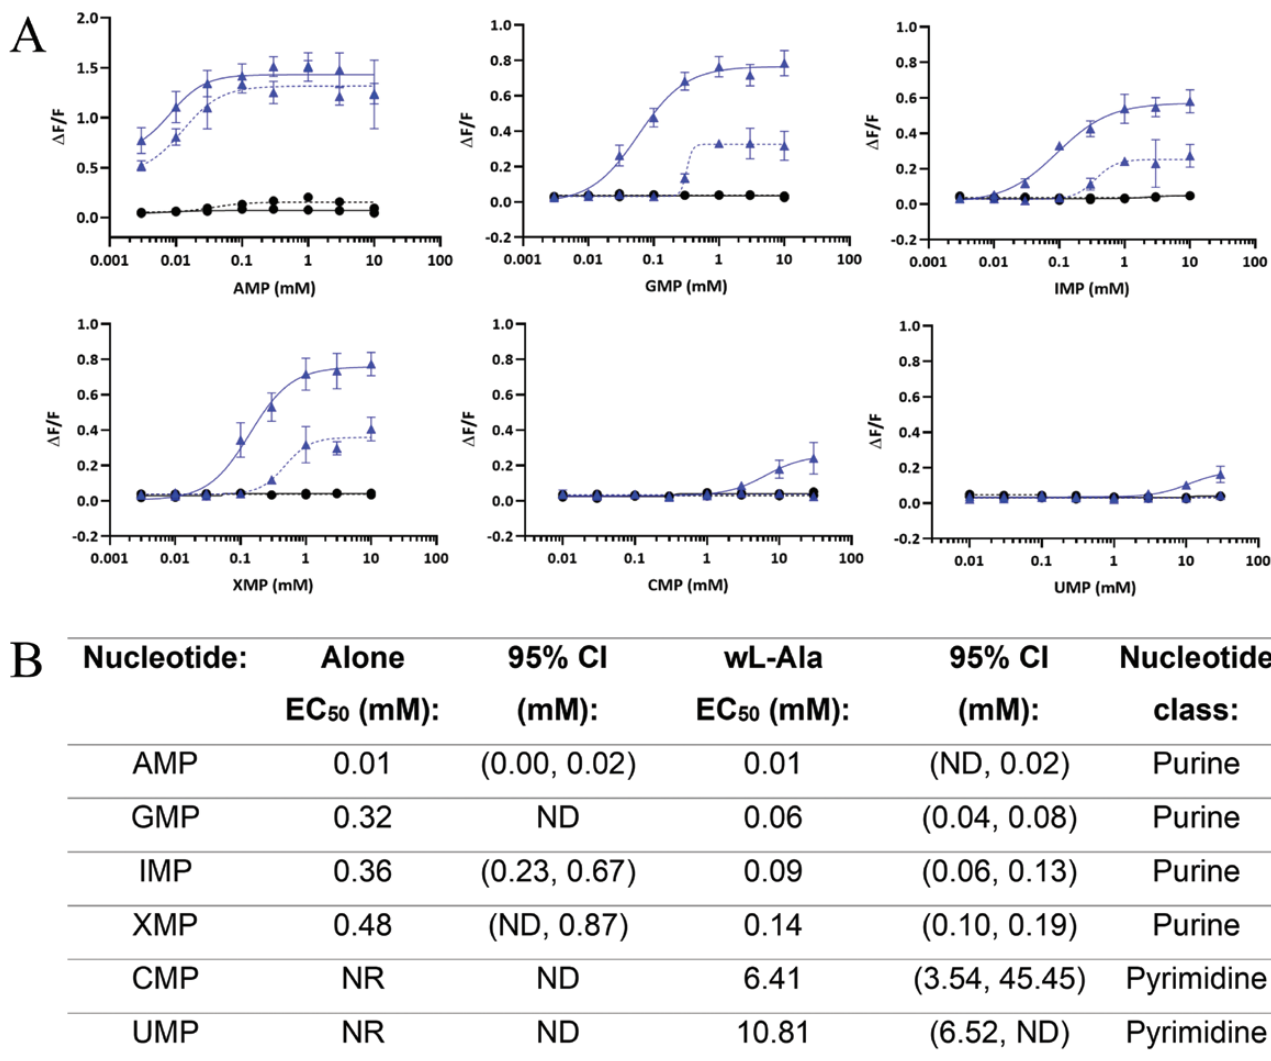 A
2.0
1.5
1.0
0.5
0.0
ΔF/F
0.001 0.01 0.1 1 10 100
AMP (mM)
1.0
0.8
0.6
0.4
0.2
0.0
-0.2
ΔF/F
0.001 0.01 0.1 1 10 100
GMP (mM)
1.0
0.8
0.6
0.4
0.2
0.0
-0.2
ΔF/F
0.001 0.01 0.1 1 10 100
IMP (mM)
1.0
0.8
0.6
0.4
0.2
0.0
-0.2
ΔF/F
0.001 0.01 0.1 1 10 100
XMP (mM)
1.0
0.8
0.6
0.4
0.2
0.0
-0.2
ΔF/F
0.01 0.1 1 10 100
CMP (mM)
1.0
0.8
0.6
0.4
0.2
0.0
-0.2
ΔF/F
0.01 0.1 1 10 100
UMP (mM)
B
Nucleotide: Alone 95% CI wL-Ala 95% CI Nucleotide
EC₅₀ (mM): (mM): EC₅₀ (mM): (mM): class:
AMP 0.01 (0.00, 0.02) 0.01 (ND, 0.02) Purine
GMP 0.32 ND 0.06 (0.04, 0.08) Purine
IMP 0.36 (0.23, 0.67) 0.09 (0.06, 0.13) Purine
XMP 0.48 (ND, 0.87) 0.14 (0.10, 0.19) Purine
CMP NR ND 6.41 (3.54, 45.45) Pyrimidine
UMP NR ND 10.81 (6.52, ND) Pyrimidine